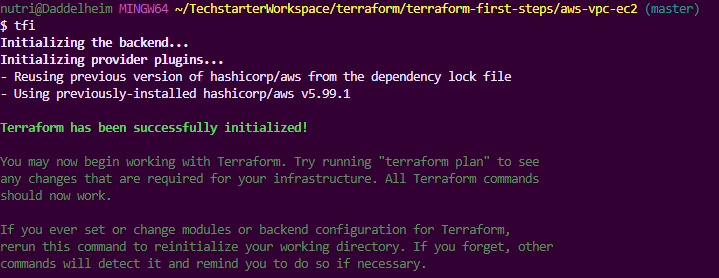 nutri@Daddelheim MINGW64 ~/TechstarterWorkspace/terraform/terraform-first-steps/aws-vpc-ec2 (master)
$ tfi
Initializing the backend...
Initializing provider plugins...
- Reusing previous version of hashicorp/aws from the dependency lock file
- Using previously-installed hashicorp/aws v5.99.1
Terraform has been successfully initialized!
You may now begin working with Terraform. Try running "terraform plan" to see
any changes that are required for your infrastructure. All Terraform commands
should now work.
If you ever set or change modules or backend configuration for Terraform,
rerun this command to reinitialize your working directory. If you forget, other
commands will detect it and remind you to do so if necessary.